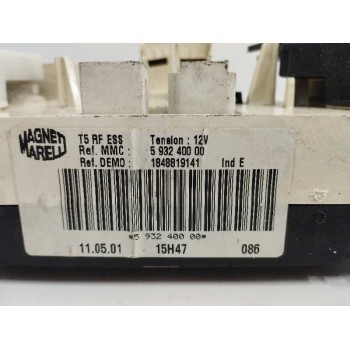 MAGNETI
MARELLI
T5 RF ESS Tension : 12V
Ref. MMC : 5 932 400 00
Ref. DEMD : 1848819141 Ind E
*5 932 400 00*
11.05.01 15H47 086